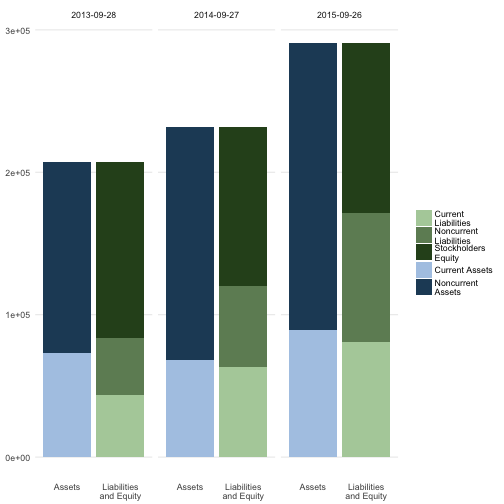 2013-09-28
2014-09-27
2015-09-26
3e+05
2e+05
1e+05
0e+00
Current
Liabilities
Noncurrent
Liabilities
Stockholders
Equity
Current Assets
Noncurrent
Assets
Assets
Liabilities
and Equity
Assets
Liabilities
and Equity
Assets
Liabilities
and Equity